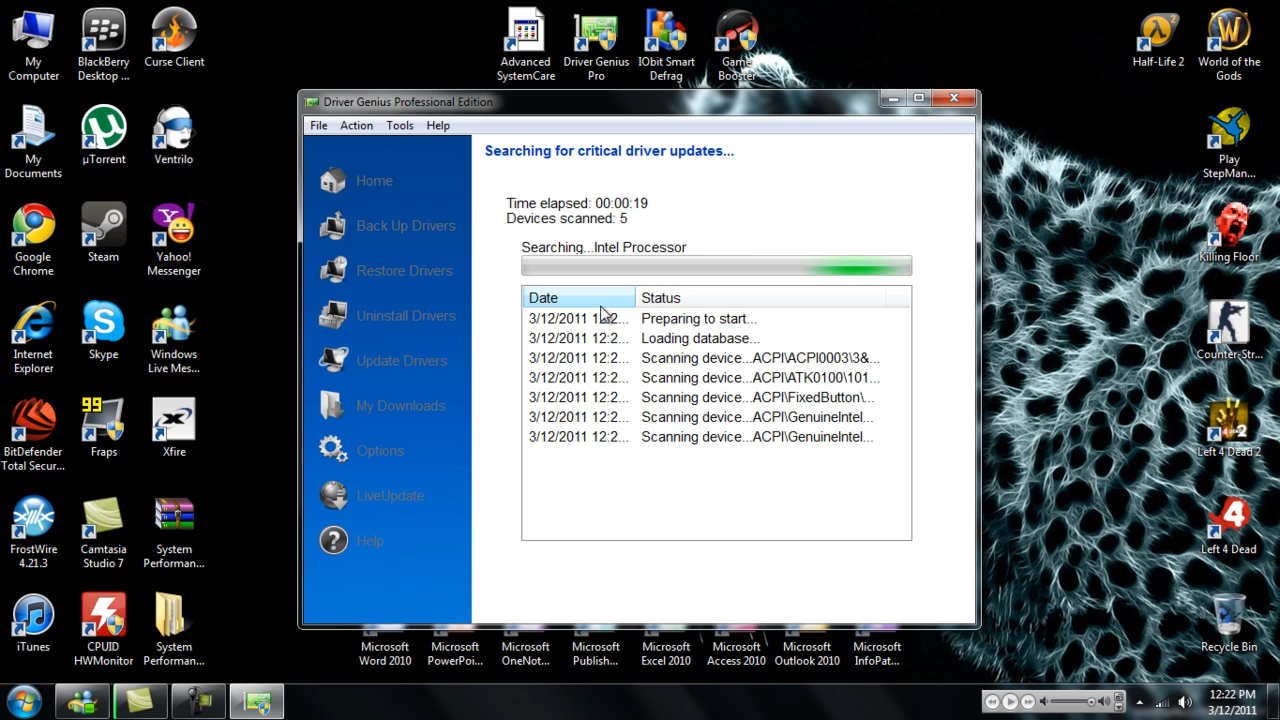 My
Computer
BlackBerry
Desktop ...
Curse Client
Advanced
SystemCare
Driver Genius
Pro
IObit Smart
Defrag
Game
Booster
Half-Life 2
World of the
Gods
My
Documents
µTorrent
Ventrilo
Play
StepMan...
Google
Chrome
Steam
Yahoo!
Messenger
Killing Floor
Internet
Explorer
Skype
Windows
Live Mes...
Counter-Str...
BitDefender
Total Secur...
99
Fraps
Xfire
Left 4 Dead 2
FrostWire
4.21.3
Camtasia
Studio 7
System
Performan...
Left 4 Dead
iTunes
CPUID
HWMonitor
System
Performan...
Recycle Bin
Driver Genius Professional Edition
File Action Tools Help
Home
Back Up Drivers
Restore Drivers
Uninstall Drivers
Update Drivers
My Downloads
Options
LiveUpdate
Help
Searching for critical driver updates...
Time elapsed: 00:00:19
Devices scanned: 5
Searching...Intel Processor
Date Status
3/12/2011 12:2... Preparing to start...
3/12/2011 12:2... Loading database...
3/12/2011 12:2... Scanning device...ACPI\ACPI0003\3&...
3/12/2011 12:2... Scanning device...ACPI\ATK0100\101...
3/12/2011 12:2... Scanning device...ACPI\FixedButton\...
3/12/2011 12:2... Scanning device...ACPI\GenuineIntel...
3/12/2011 12:2... Scanning device...ACPI\GenuineIntel...
Microsoft
Word 2010
Microsoft
PowerPoi...
Microsoft
OneNot...
Microsoft
Publish...
Microsoft
Excel 2010
Microsoft
Access 2010
Microsoft
Outlook 2010
Microsoft
InfoPat...
12:22 PM
3/12/2011